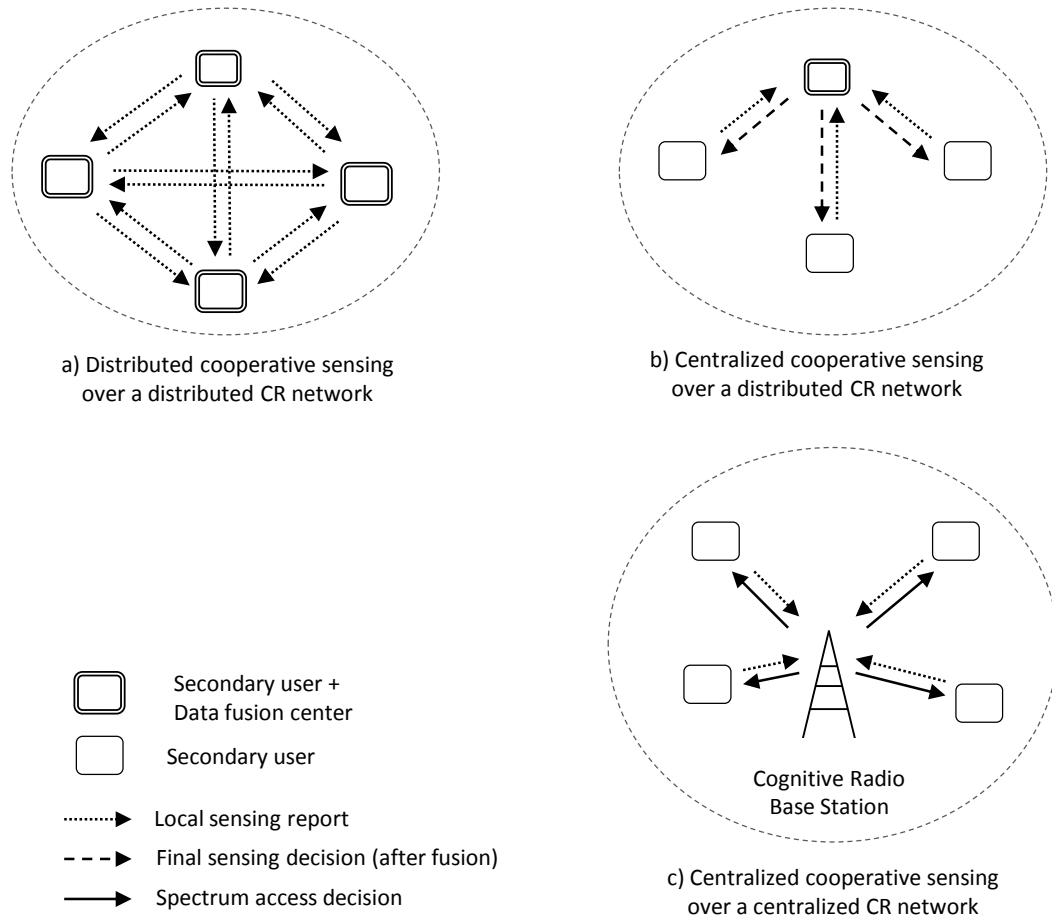 a) Distributed cooperative sensing
over a distributed CR network
b) Centralized cooperative sensing
over a distributed CR network
Secondary user +
Data fusion center
Secondary user
Local sensing report
Final sensing decision (after fusion)
Spectrum access decision
Cognitive Radio
Base Station
c) Centralized cooperative sensing
over a centralized CR network